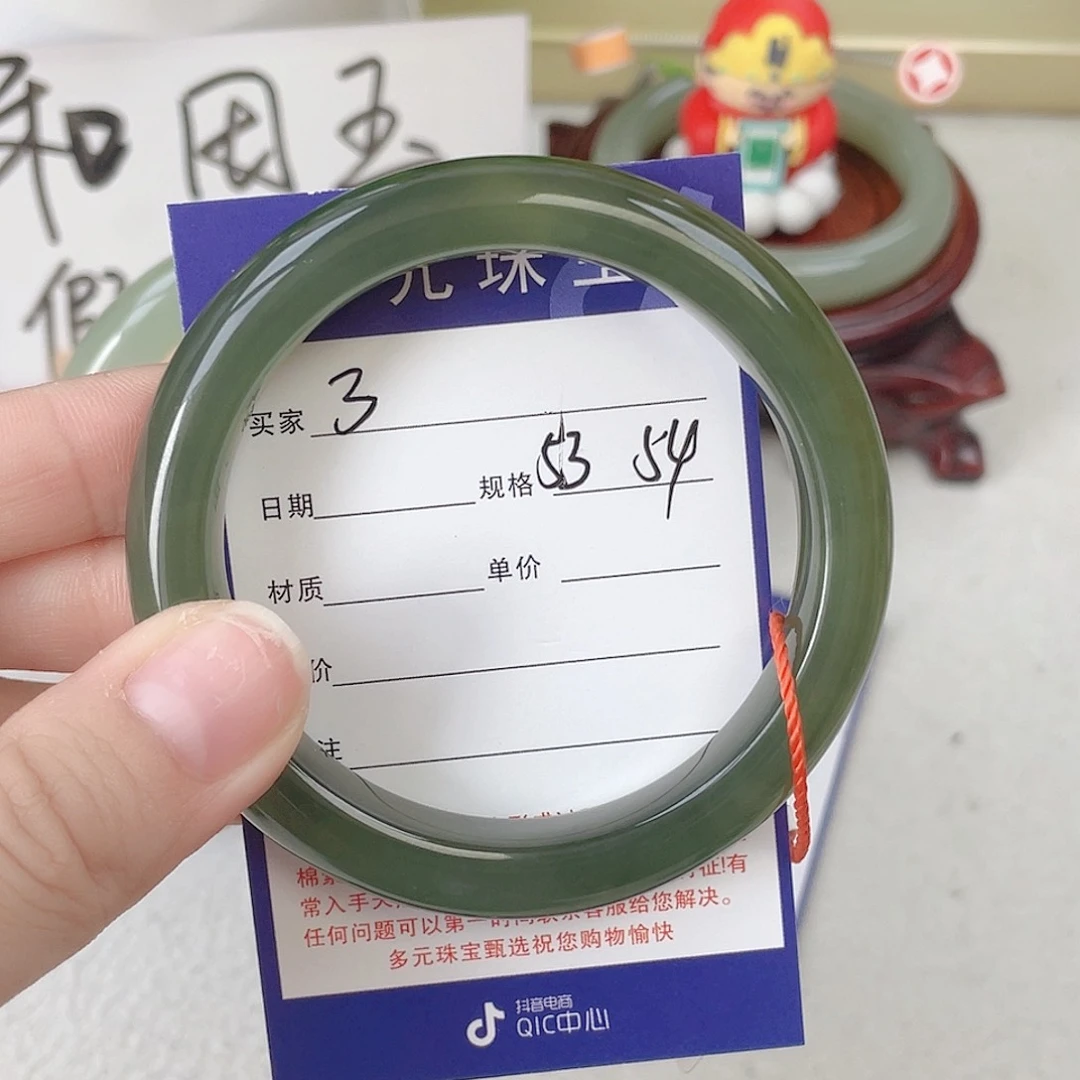 和田玉
假
元珠宝
买家 3
日期 规格 53 54
材质 单价
价
注
任何问题可以第一时间联系客服给您解决。
多元珠宝甄选祝您购物愉快
抖音电商
QIC中心